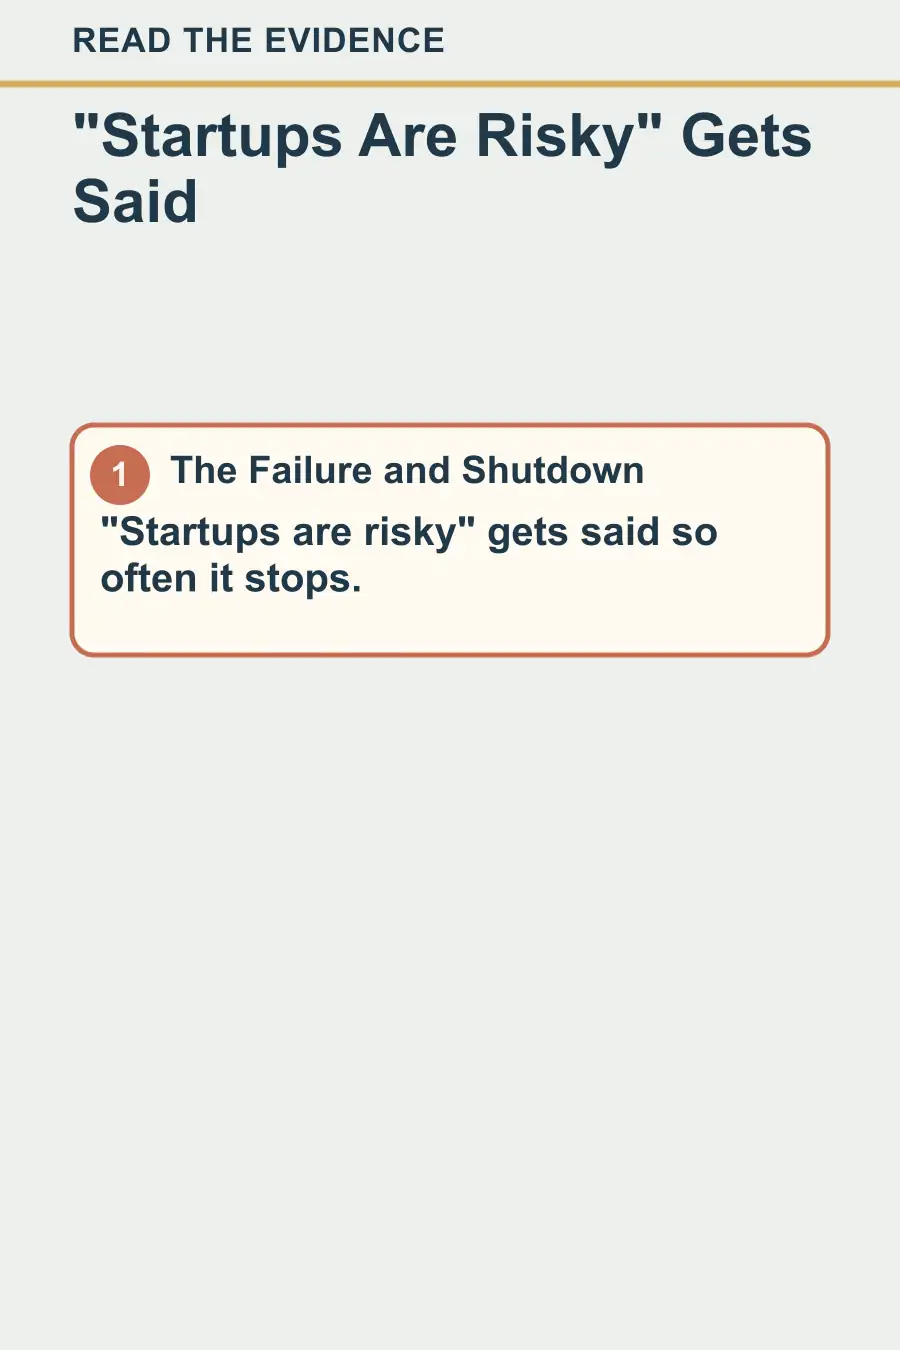 READ THE EVIDENCE
"Startups Are Risky" Gets
Said
1 The Failure and Shutdown
"Startups are risky" gets said so
often it stops.